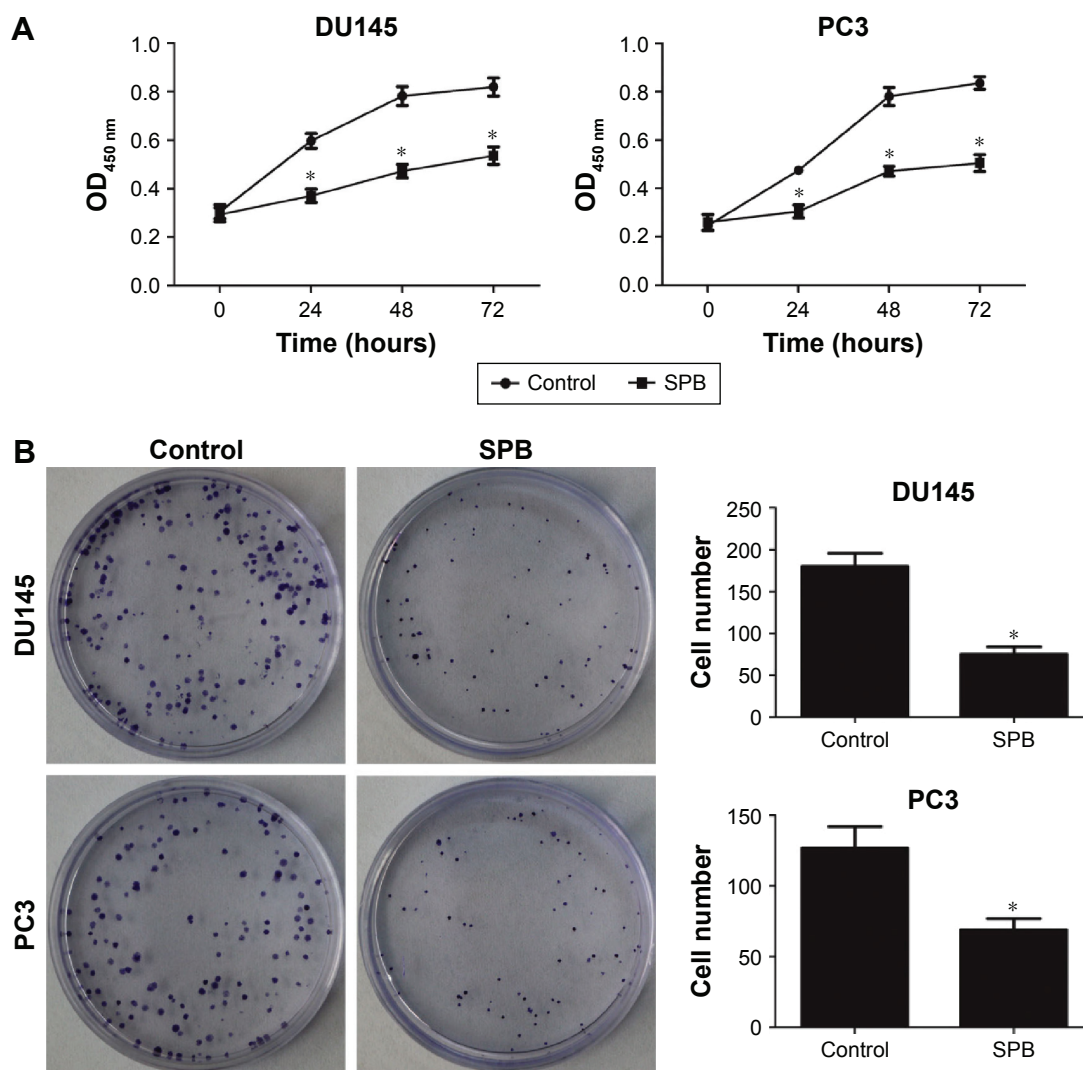 A
DU145
PC3
1.0
0.8
0.6
0.4
0.2
0.0
OD450 nm
*
*
*
0
24
48
72
Time (hours)
1.0
0.8
0.6
0.4
0.2
0.0
OD450 nm
*
*
*
0
24
48
72
Time (hours)
Control
SPB
B
Control
SPB
DU145
PC3
DU145
250
200
150
100
50
0
Cell number
*
Control
SPB
PC3
150
100
50
0
Cell number
*
Control
SPB